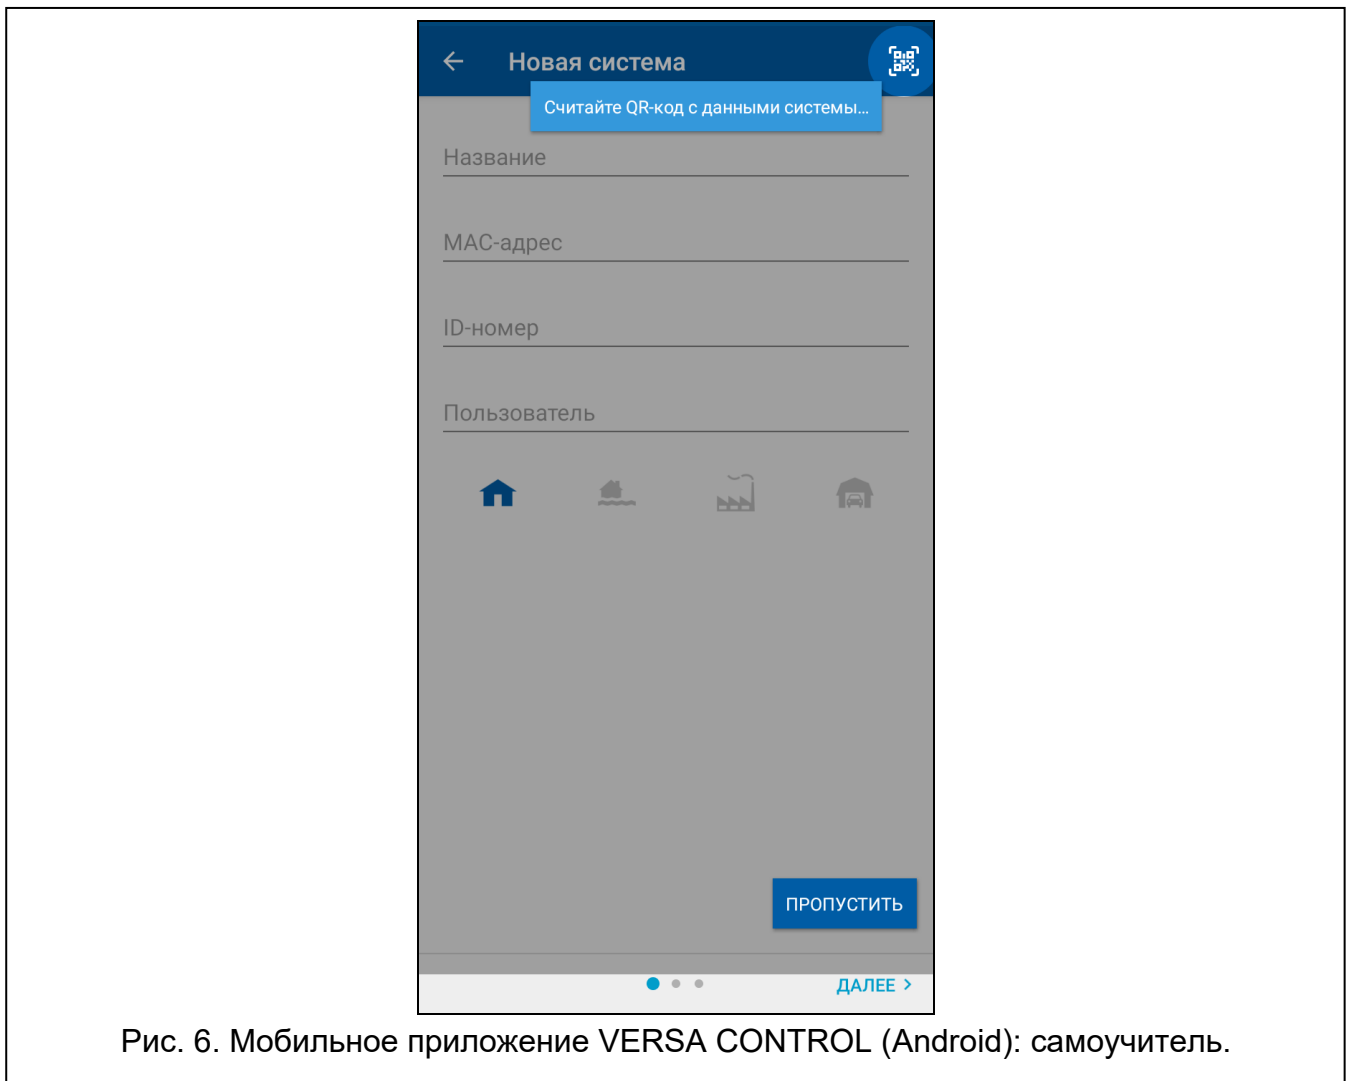 Новая система
Считайте QR-код с данными системы...
Название
MAC-адрес
ID-номер
Пользователь
ПРОПУСТИТЬ
ДАЛЕЕ >
Рис. 6. Мобильное приложение VERSA CONTROL (Android): самоучитель.